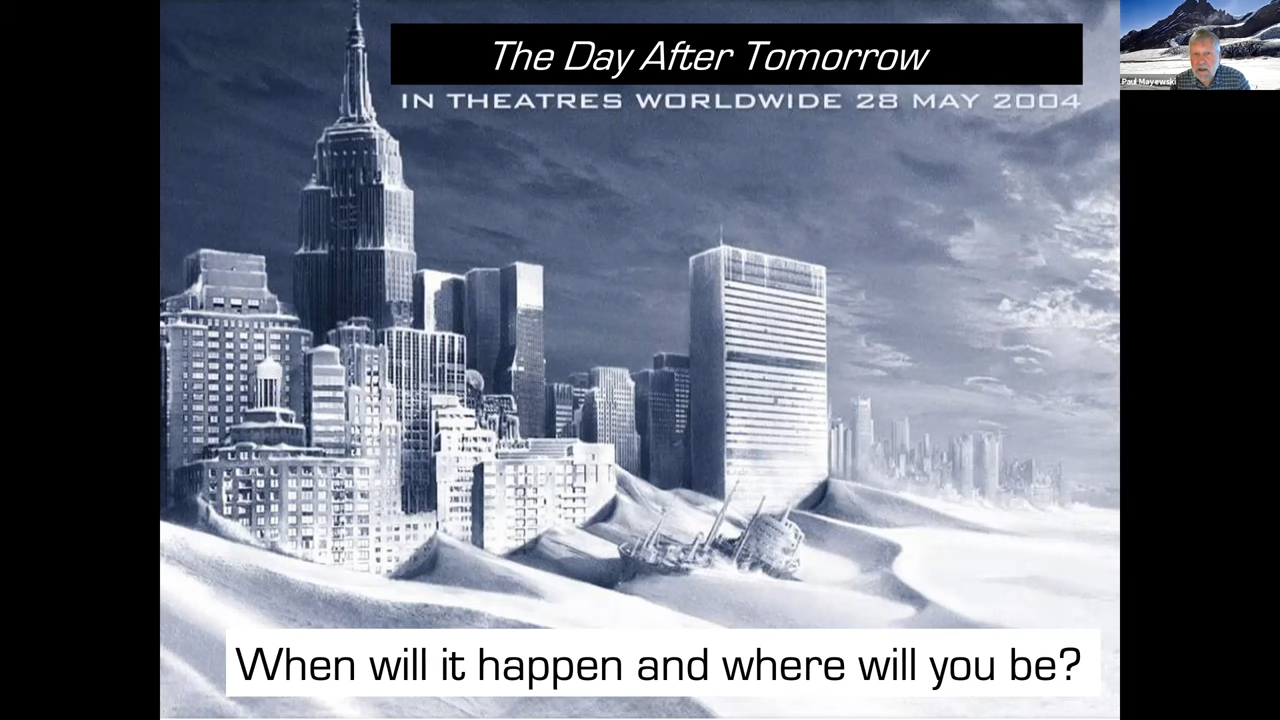 The Day After Tomorrow
IN THEATRES WORLDWIDE 28 MAY 2004
Paul Mayewski
When will it happen and where will you be?